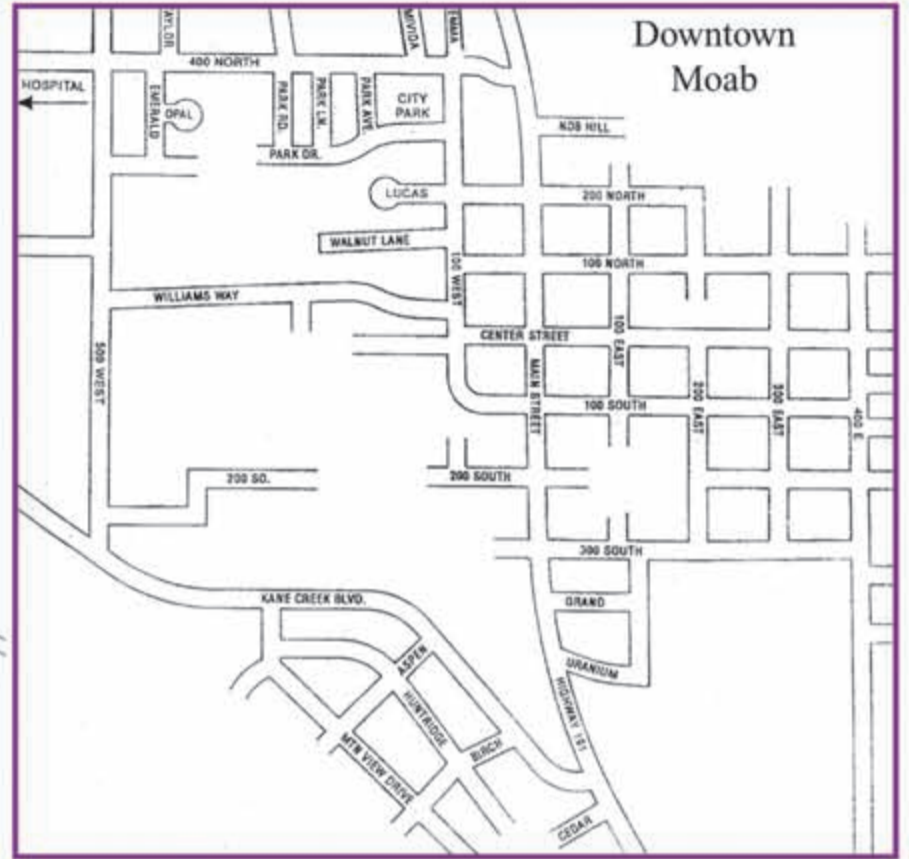 Downtown
Moab
TAYLOR
MIVIDA
EMMA
400 NORTH
HOSPITAL
EMERALD
OPAL
PARK RD.
PARK LN.
PARK AVE.
CITY
PARK
NOB HILL
PARK DR.
LUCAS
200 NORTH
WALNUT LANE
100 WEST
100 NORTH
WILLIAMS WAY
CENTER STREET
100 EAST
500 WEST
MAIN STREET
100 SOUTH
200 EAST
300 EAST
400 E
200 SO.
200 SOUTH
300 SOUTH
KANE CREEK BLVD.
GRAND
ASPEN
URANIUM
HUNTRIDGE
HIGHWAY 191
BIRCH
MTN VIEW DRIVE
CEDAR